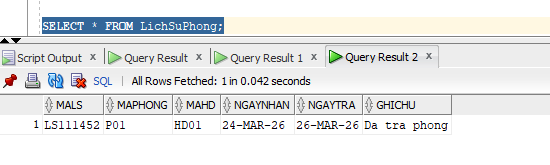 SELECT * FROM LichSuPhong;
Script Output x Query Result x Query Result 1 x Query Result 2 x
SQL | All Rows Fetched: 1 in 0.042 seconds
MALS MAPHONG MAHD NGAYNHAN NGAYTRA GHICHU
1 LS111452 P01 HD01 24-MAR-26 26-MAR-26 Da tra phong